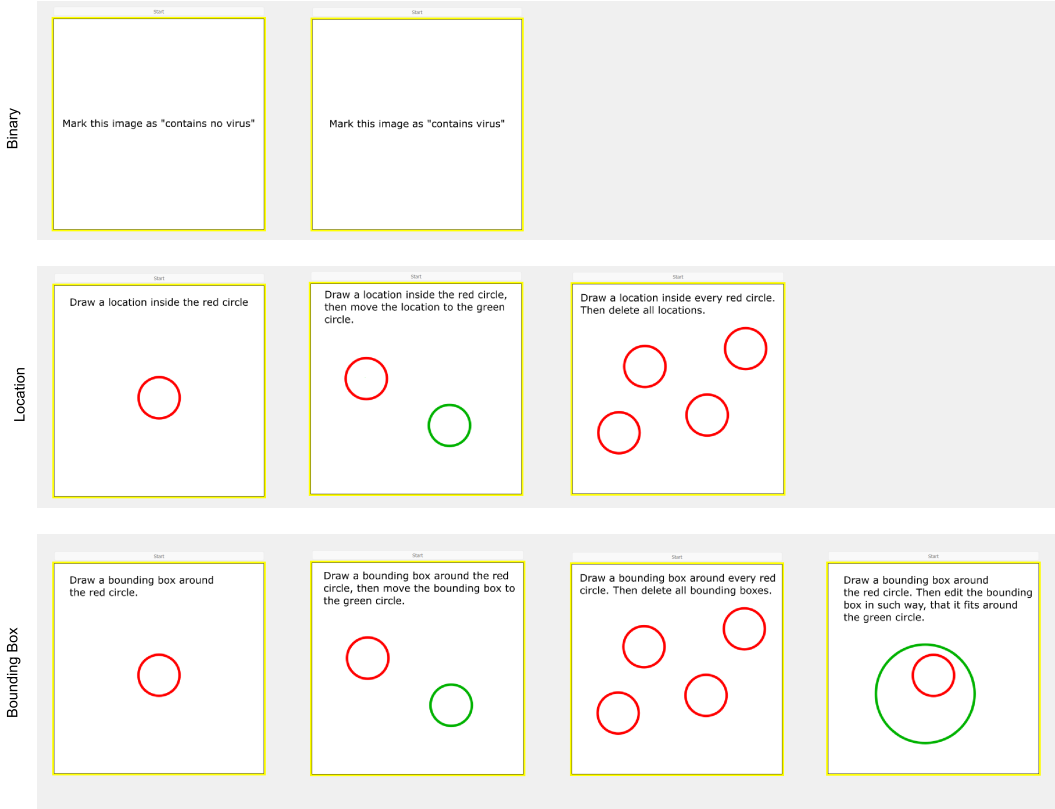 Binary
Start
Mark this image as "contains no virus"
Start
Mark this image as "contains virus"
Location
Start
Draw a location inside the red circle
Start
Draw a location inside the red circle,
then move the location to the green
circle.
Start
Draw a location inside every red circle.
Then delete all locations.
Bounding Box
Start
Draw a bounding box around
the red circle.
Start
Draw a bounding box around the red
circle, then move the bounding box to
the green circle.
Start
Draw a bounding box around every red
circle. Then delete all bounding boxes.
Start
Draw a bounding box around
the red circle. Then edit the bounding
box in such way, that it fits around
the green circle.